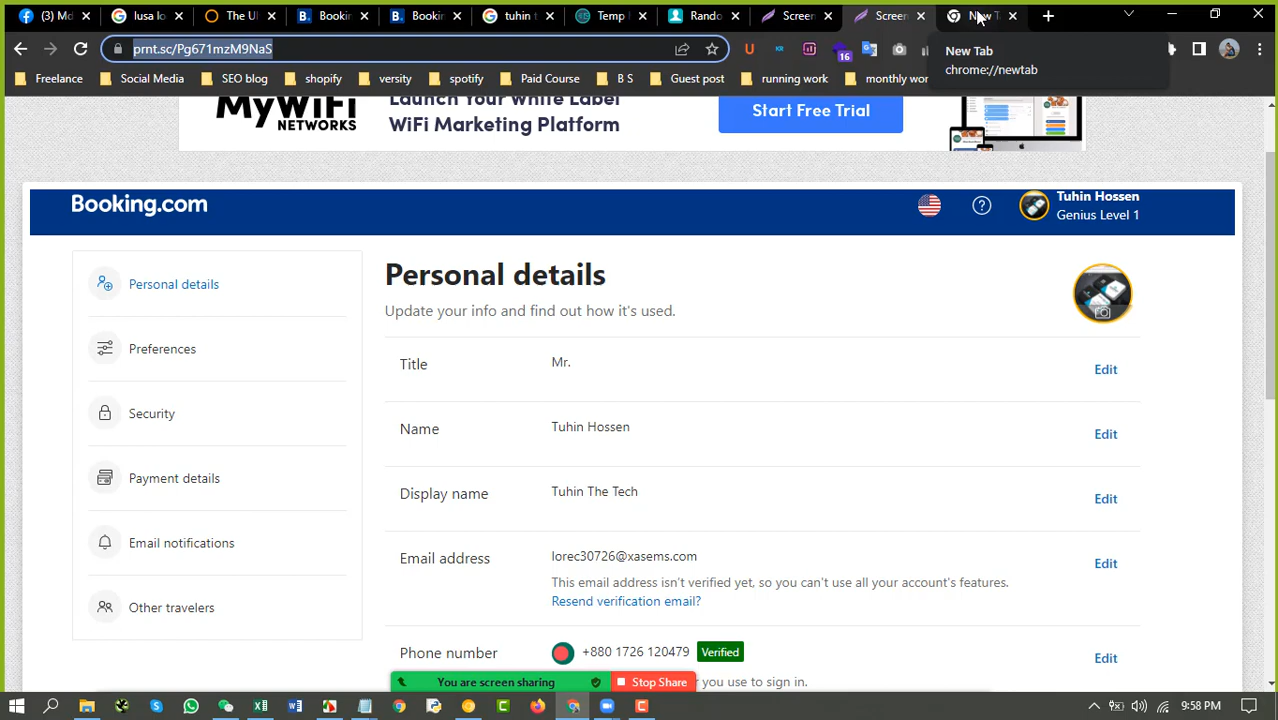 (3) M
lusa lo
The Ul
Bookin
Bookin
tuhin t
Temp I
Rando
Screen
Screen
New T
prnt.sc/Pg671mzM9NaS
16
New Tab
chrome://newtab
Freelance
Social Media
SEO blog
shopify
versity
spotify
Paid Course
B S
Guest post
running work
monthly wor
MyWiFi NETWORKS
Launch Your White Label
WiFi Marketing Platform
Start Free Trial
Booking.com
Tuhin Hossen
Genius Level 1
Personal details
Preferences
Security
Payment details
Email notifications
Other travelers
Personal details
Update your info and find out how it's used.
Title Mr. Edit
Name Tuhin Hossen Edit
Display name Tuhin The Tech Edit
Email address lorec30726@xasems.com Edit
This email address isn't verified yet, so you can't use all your account's features.
Resend verification email?
Phone number +880 1726 120479 Verified Edit
you use to sign in.
You are screen sharing
Stop Share
9:58 PM